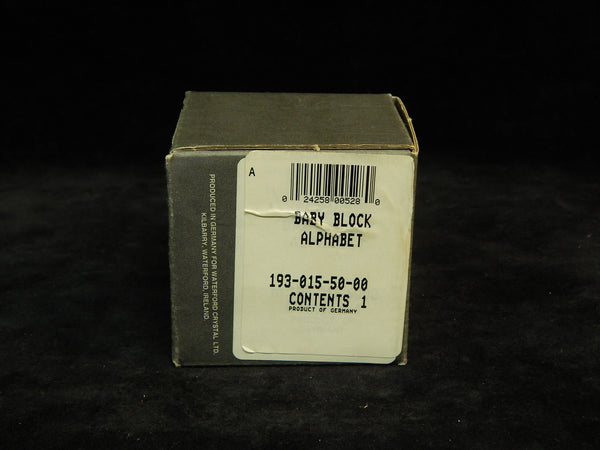 PRODUCED IN GERMANY FOR WATERFORD CRYSTAL LTD.
KILBARRY, WATERFORD, IRELAND.
A
0 24258 00528 0
BABY BLOCK
ALPHABET
193-015-50-00
CONTENTS 1
PRODUCT OF GERMANY